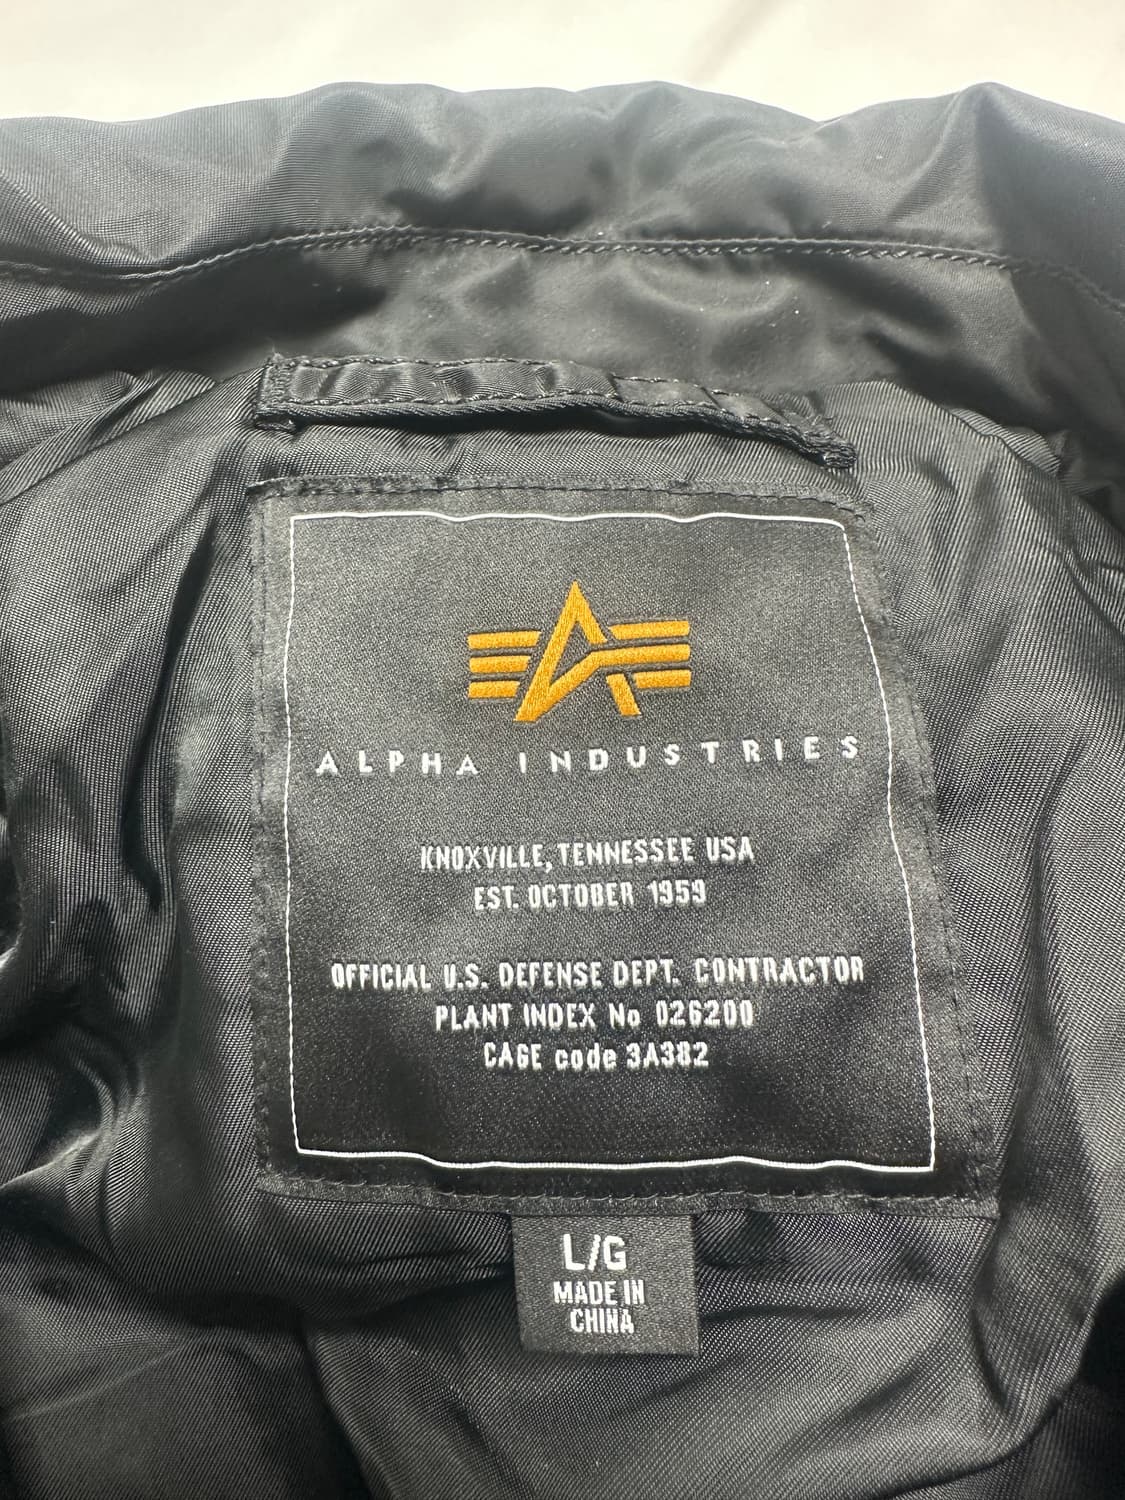 ALPHA INDUSTRIES
KNOXVILLE, TENNESSEE USA
EST. OCTOBER 1959
OFFICIAL U.S. DEFENSE DEPT. CONTRACTOR
PLANT INDEX No 026200
CAGE code 3A382
L/G
MADE IN
CHINA